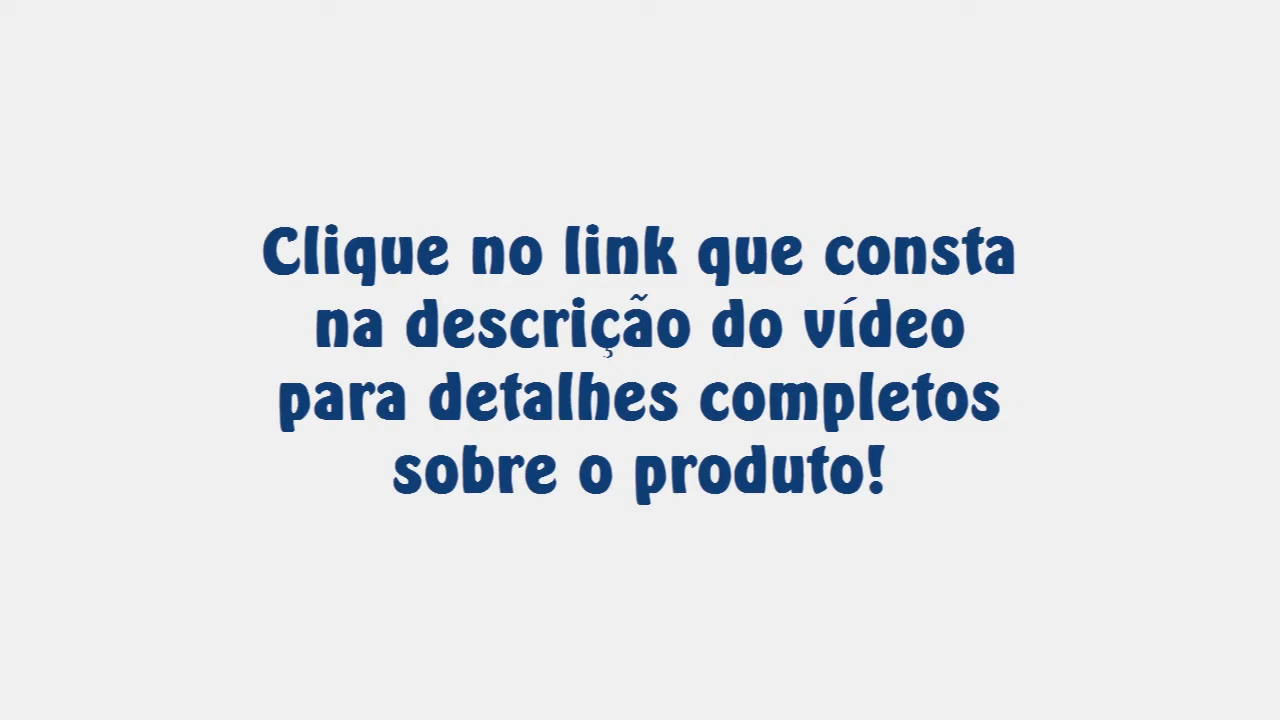 Clique no link que consta
na descrição do vídeo
para detalhes completos
sobre o produto!